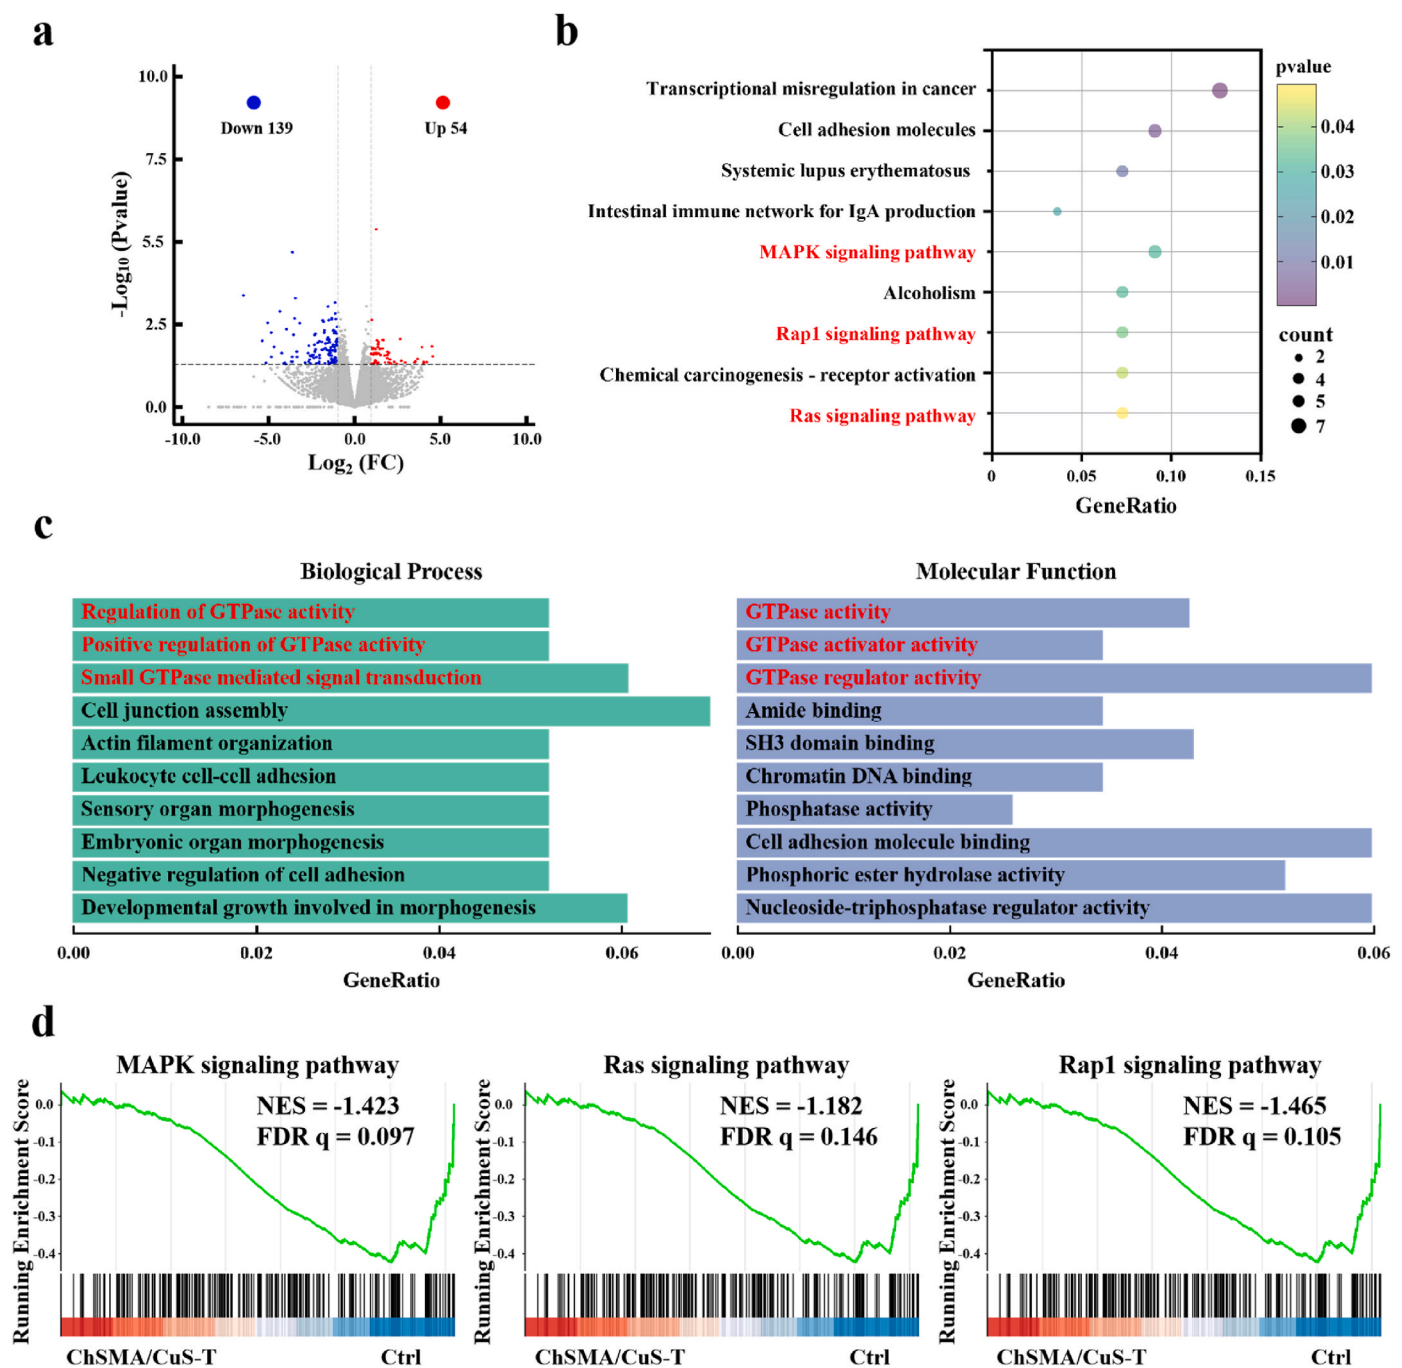 a
10.0
7.5
5.5
2.5
0.0
-Log10 (Pvalue)
Down 139
Up 54
-10.0 -5.0 0.0 5.0 10.0
Log2 (FC)
b
Transcriptional misregulation in cancer
Cell adhesion molecules
Systemic lupus erythematosus
Intestinal immune network for IgA production
MAPK signaling pathway
Alcoholism
Rap1 signaling pathway
Chemical carcinogenesis - receptor activation
Ras signaling pathway
0 0.05 0.10 0.15
GeneRatio
pvalue
0.04
0.03
0.02
0.01
count
2
4
5
7
c
Biological Process
Regulation of GTPase activity
Positive regulation of GTPase activity
Small GTPase mediated signal transduction
Cell junction assembly
Actin filament organization
Leukocyte cell-cell adhesion
Sensory organ morphogenesis
Embryonic organ morphogenesis
Negative regulation of cell adhesion
Developmental growth involved in morphogenesis
0.00 0.02 0.04 0.06
GeneRatio
Molecular Function
GTPase activity
GTPase activator activity
GTPase regulator activity
Amide binding
SH3 domain binding
Chromatin DNA binding
Phosphatase activity
Cell adhesion molecule binding
Phosphoric ester hydrolase activity
Nucleoside-triphosphatase regulator activity
0.00 0.02 0.04 0.06
GeneRatio
d
MAPK signaling pathway
Running Enrichment Score
0.0
-0.1
-0.2
-0.3
-0.4
NES = -1.423
FDR q = 0.097
ChSMA/CuS-T Ctrl
Ras signaling pathway
Running Enrichment Score
0.0
-0.1
-0.2
-0.3
-0.4
NES = -1.182
FDR q = 0.146
ChSMA/CuS-T Ctrl
Rap1 signaling pathway
Running Enrichment Score
0.0
-0.1
-0.2
-0.3
-0.4
NES = -1.465
FDR q = 0.105
ChSMA/CuS-T Ctrl